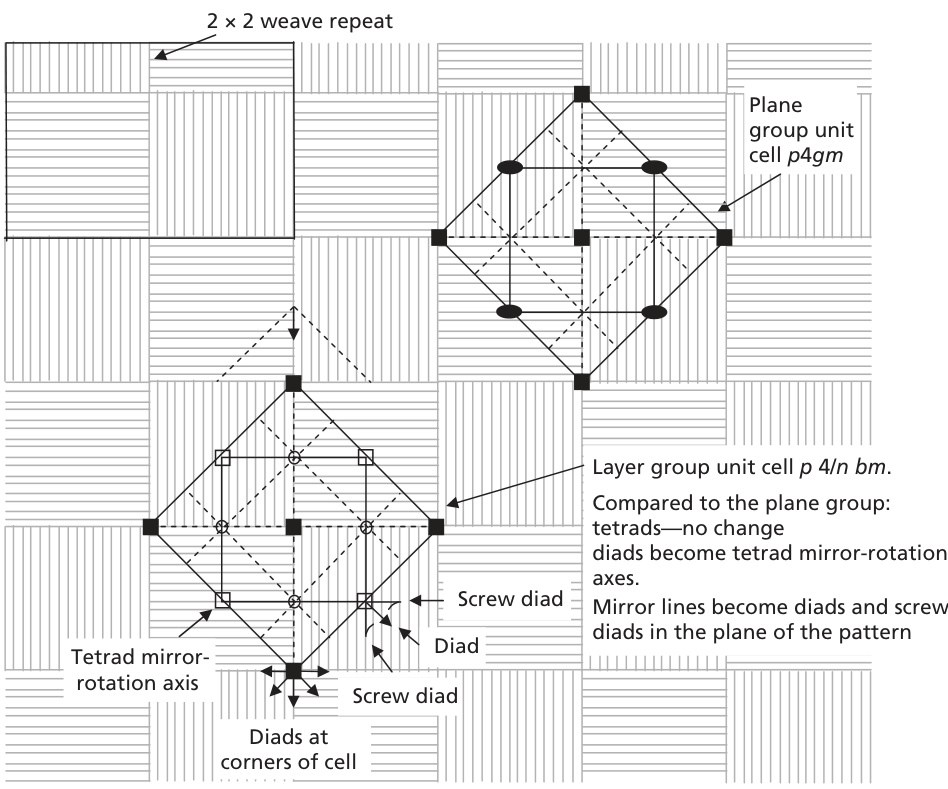 2 × 2 weave repeat
Plane
group unit
cell p4gm
Layer group unit cell p 4/n bm.
Compared to the plane group:
tetrads—no change
diads become tetrad mirror-rotation
axes.
Mirror lines become diads and screw
diads in the plane of the pattern
Screw diad
Diad
Tetrad mirror-
rotation axis
Screw diad
Diads at
corners of cell